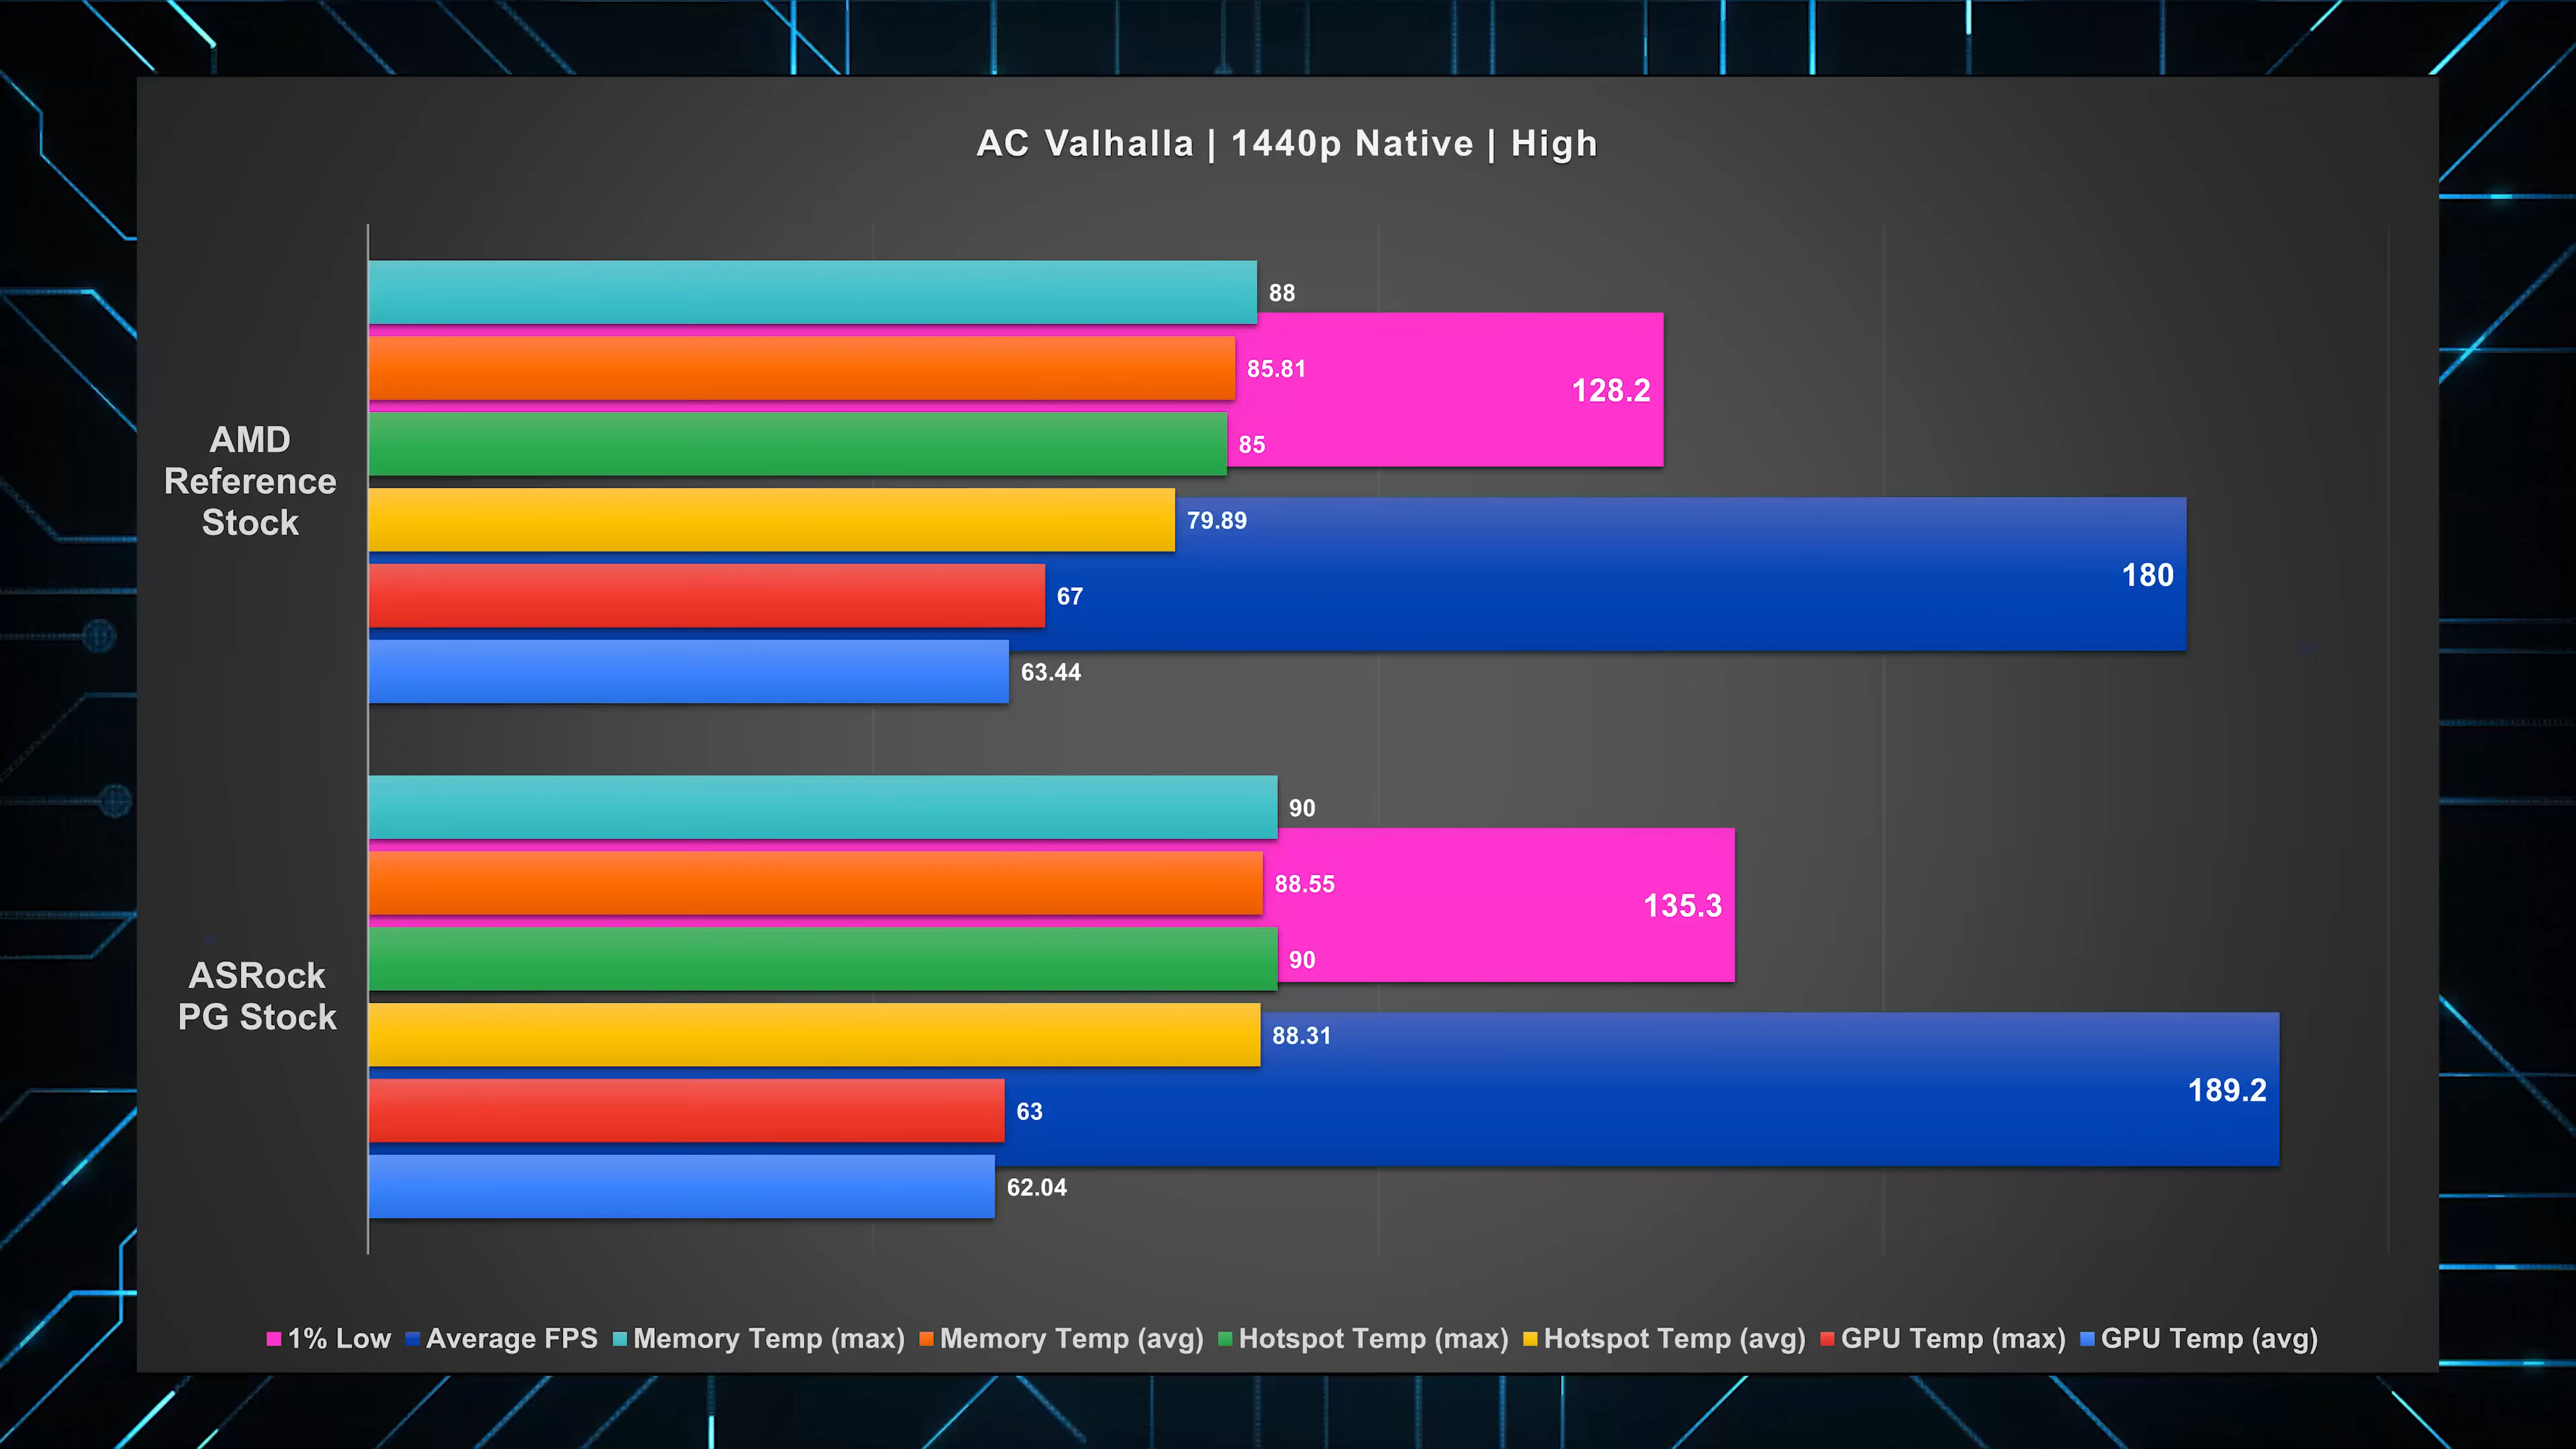 AC Valhalla | 1440p Native | High
AMD
Reference
Stock
88
85.81
128.2
85
79.89
180
67
63.44
ASRock
PG Stock
90
88.55
135.3
90
88.31
189.2
63
62.04
1% Low Average FPS Memory Temp (max) Memory Temp (avg) Hotspot Temp (max) Hotspot Temp (avg) GPU Temp (max) GPU Temp (avg)